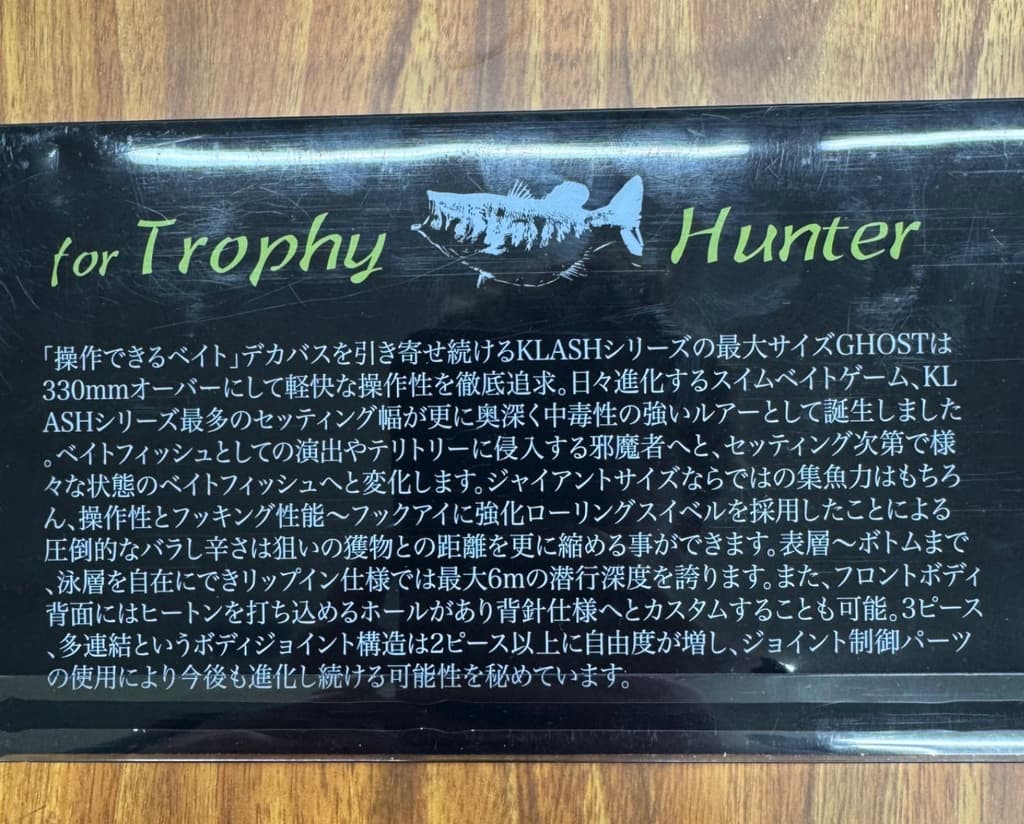 for Trophy Hunter
「操作できるベイト」デカバスを引き寄せ続けるKLASHシリーズの最大サイズGHOSTは
330mmオーバーにして軽快な操作性を徹底追求。日々進化するスイムベイトゲーム、KL
ASHシリーズ最多のセッティング幅が更に奥深く中毒性の強いルアーとして誕生しました
。ベイトフィッシュとしての演出やテリトリーに侵入する邪魔者へと、セッティング次第で様
々な状態のベイトフィッシュへと変化します。ジャイアントサイズならではの集魚力はもちろ
ん、操作性とフッキング性能〜フックアイに強化ローリングスイベルを採用したことによる
圧倒的なバラし辛さは狙いの獲物との距離を更に縮める事ができます。表層〜ボトムまで
、泳層を自在にできリップイン仕様では最大6mの潜行深度を誇ります。また、フロントボディ
背面にはヒートンを打ち込めるホールがあり背針仕様へとカスタムすることも可能。3ピース
、多連結というボディジョイント構造は2ピース以上に自由度が増し、ジョイント制御パーツ
の使用により今後も進化し続ける可能性を秘めています。